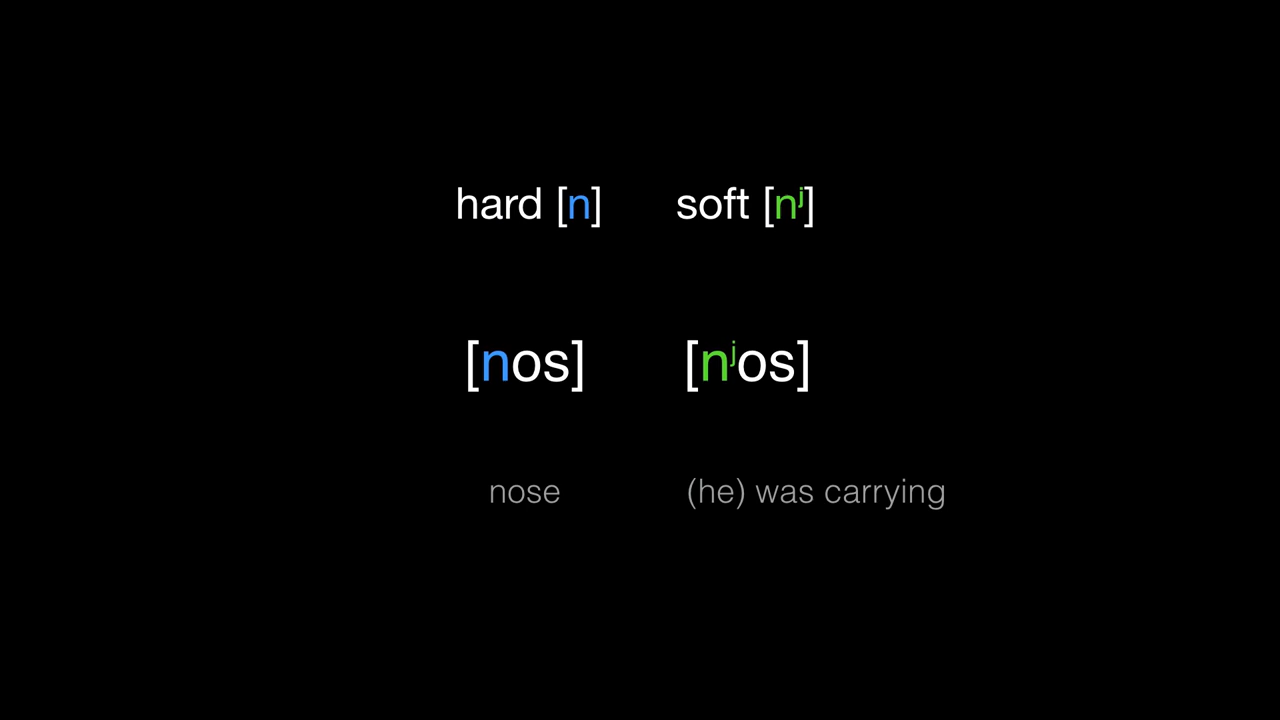 hard [n] soft [nʲ]
[nos] [nʲos]
nose (he) was carrying